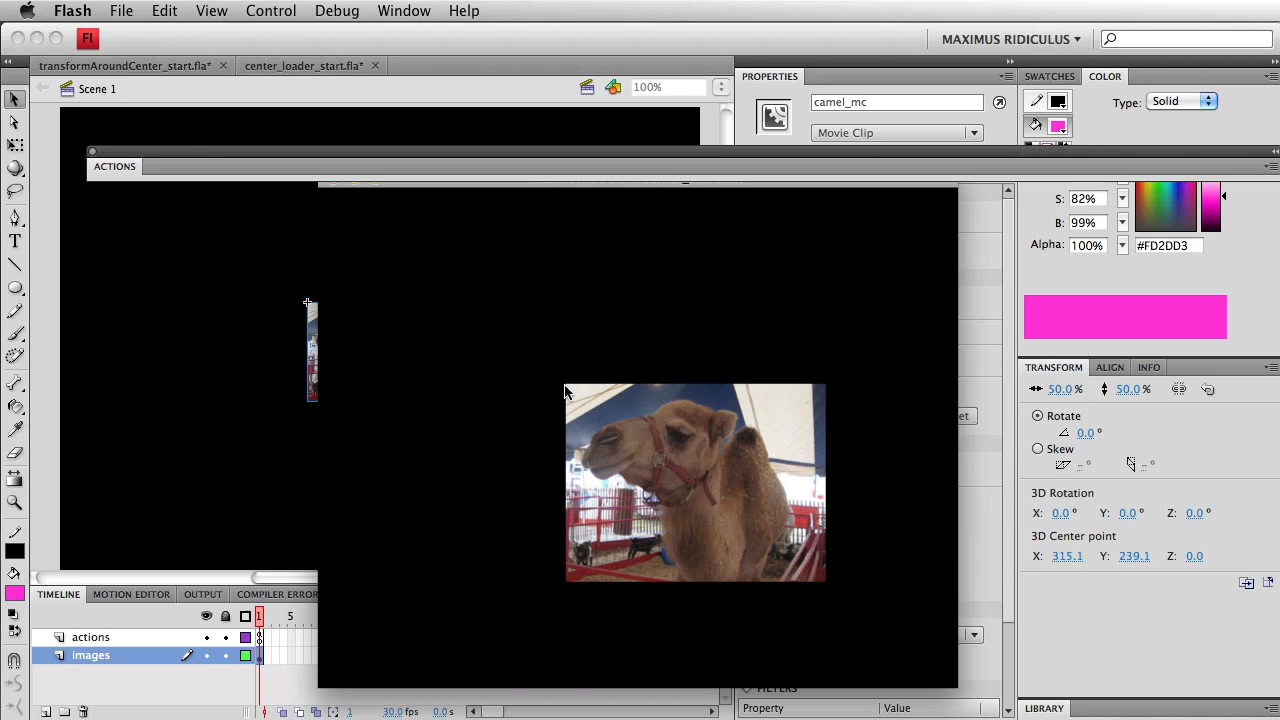 Flash File Edit View Control Debug Window Help
Fl MAXIMUS RIDICULUS
transformAroundCenter_start.fla* center_loader_start.fla*
Scene 1 100%
PROPERTIES
camel_mc
Movie Clip
SWATCHES COLOR
Type: Solid
ACTIONS
S: 82%
B: 99%
Alpha: 100% #FD2DD3
TRANSFORM ALIGN INFO
50.0 % 50.0 %
Rotate
0.0 °
Skew
- ° - °
3D Rotation
X: 0.0 ° Y: 0.0 ° Z: 0.0 °
3D Center point
X: 315.1 Y: 239.1 Z: 0.0
et
T
TIMELINE MOTION EDITOR OUTPUT COMPILER ERROR
1 5
actions
images
1 30.0 fps 0.0 s
FILTERS
Property Value
LIBRARY